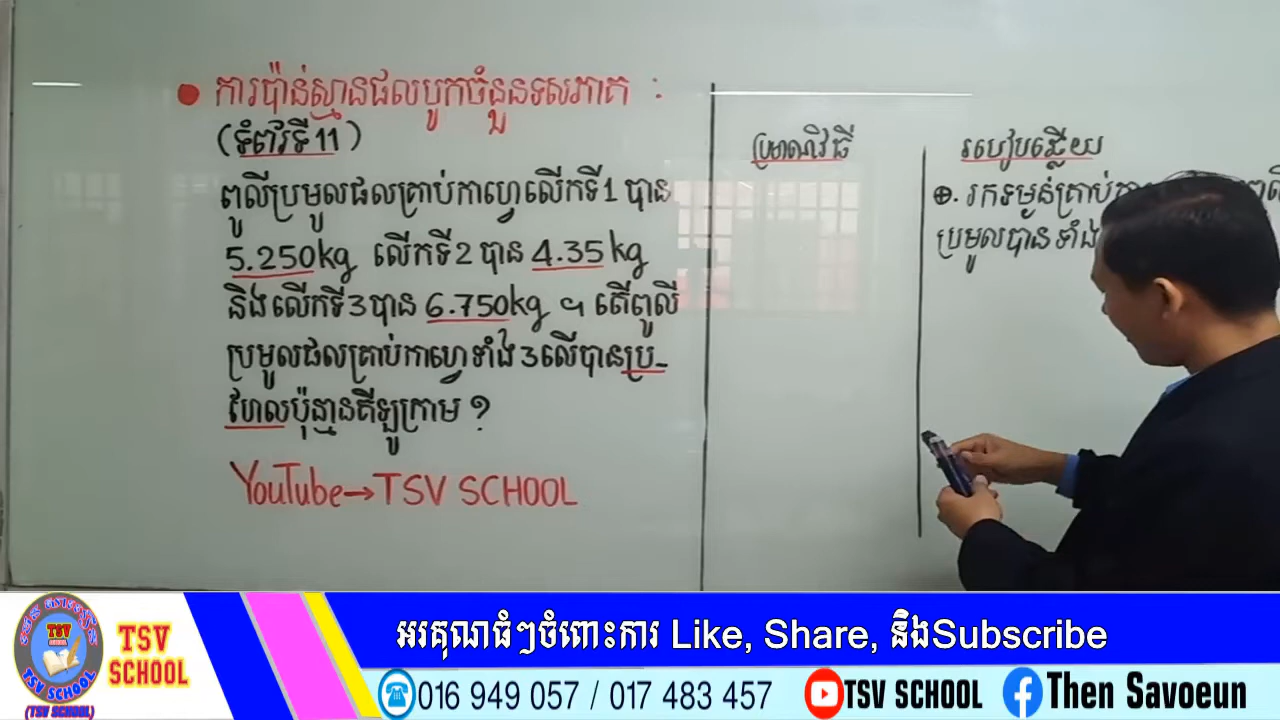 ការប៉ាន់ស្មានផលបូកចំនួនទសភាគ :
(ទំព័រទី 11)
ពូលីប្រមូលផលគ្រាប់កាហ្វេលើកទី1 បាន
5.250kg លើកទី2 បាន 4.35 kg
និងលើកទី3 បាន 6.750kg ។ តើពូលី
ប្រមូលផលគ្រាប់កាហ្វេទាំង3លើបានប្រ-
ហែលប៉ុន្មានគីឡូក្រាម ?
YouTube→TSV SCHOOL
ប្រមាណវិធី
របៀបឆ្លើយ
⊕. រកទម្ងន់គ្រាប់កា
ប្រមូលបានទាំង
អរគុណធំៗចំពោះការ Like, Share, និងSubscribe
TSV SCHOOL
TSV
SCHOOL
TSV SCHOOL
(TSV SCHOOL)
016 949 057 / 017 483 457
TSV SCHOOL
Then Savoeun